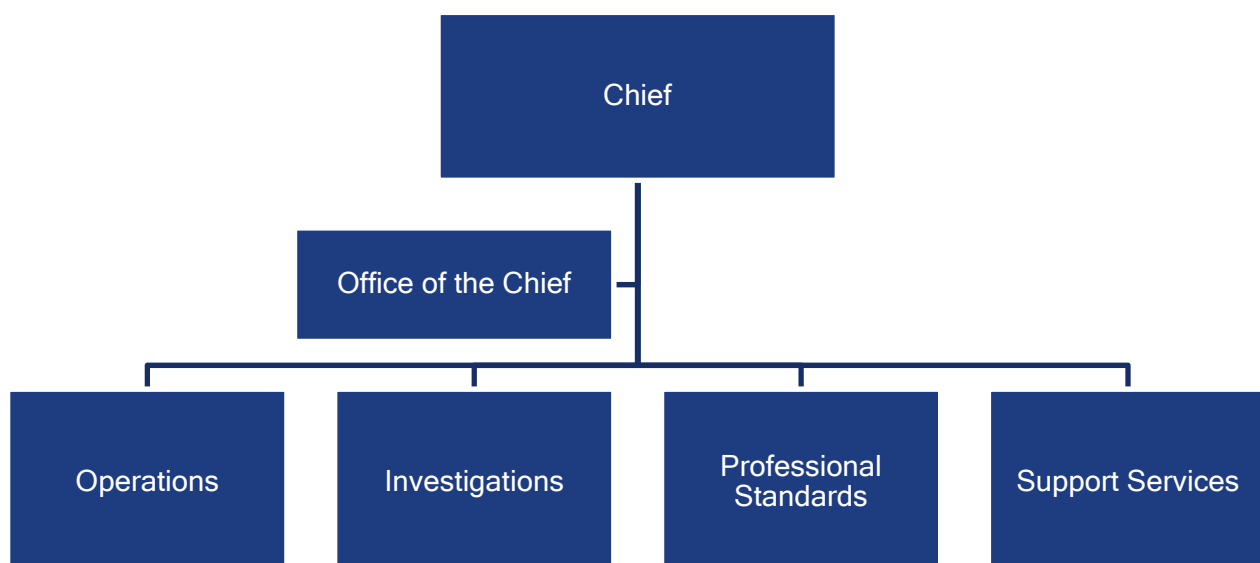 Chief
Office of the Chief
Operations
Investigations
Professional
Standards
Support Services